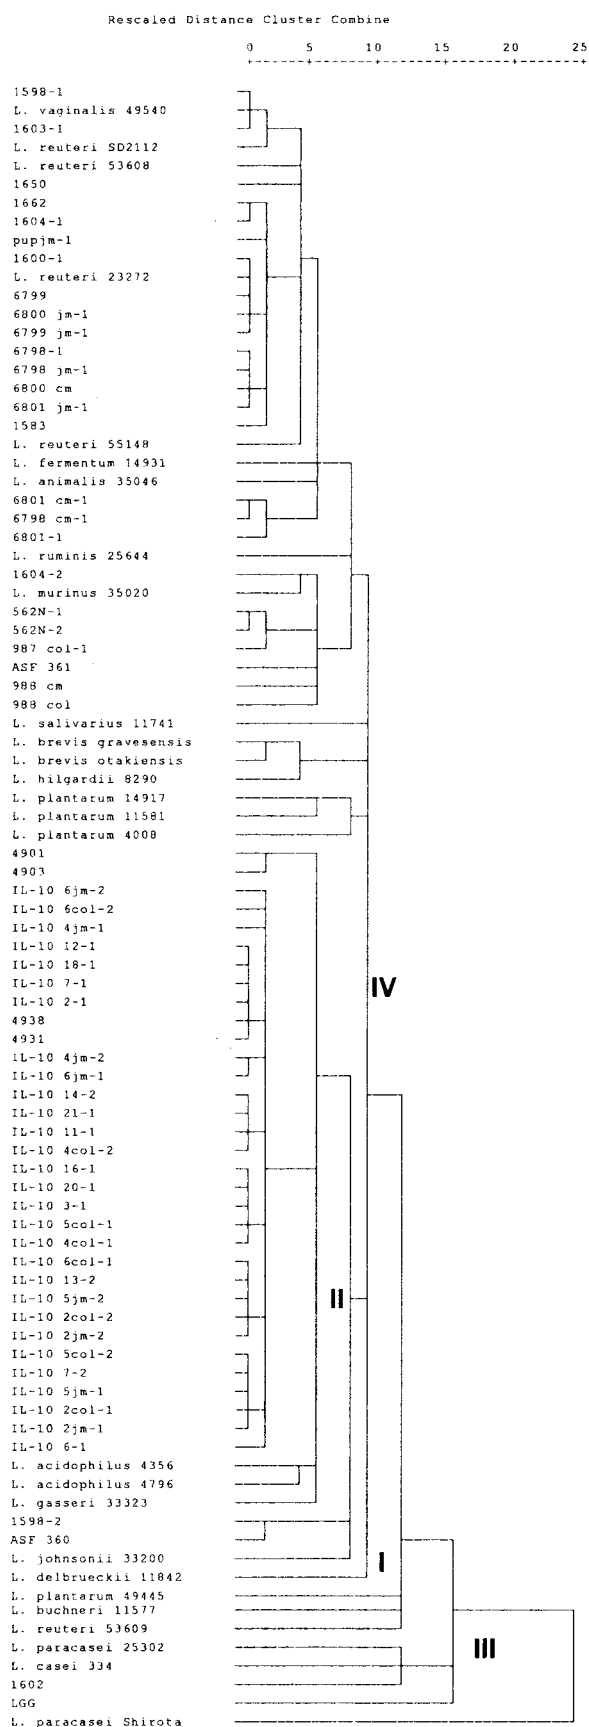 Rescaled Distance Cluster Combine
0 5 10 15 20 25
1598-1
L. vaginalis 49540
1603-1
L. reuteri SD2112
L. reuteri 53608
1650
1662
1604-1
pupjm-1
1600-1
L. reuteri 23272
6799
6800 jm-1
6799 jm-1
6798-1
6798 jm-1
6800 cm
6801 jm-1
1583
L. reuteri 55148
L. fermentum 14931
L. animalis 35046
6801 cm-1
6798 cm-1
6801-1
L. ruminis 25644
1604-2
L. murinus 35020
562N-1
562N-2
987 col-1
ASF 361
988 cm
988 col
L. salivarius 11741
L. brevis gravesensis
L. brevis otakiensis
L. hilgardii 8290
L. plantarum 14917
L. plantarum 11581
L. plantarum 4008
4901
4903
IL-10 6jm-2
IL-10 6col-2
IL-10 4jm-1
IL-10 12-1
IL-10 18-1
IL-10 7-1
IV
IL-10 2-1
4938
4931
IL-10 4jm-2
IL-10 6jm-1
IL-10 14-2
IL-10 21-1
IL-10 11-1
IL-10 4col-2
IL-10 16-1
IL-10 20-1
IL-10 3-1
IL-10 5col-1
IL-10 4col-1
IL-10 6col-1
IL-10 13-2
IL-10 5jm-2
II
IL-10 2col-2
IL-10 2jm-2
IL-10 5col-2
IL-10 7-2
IL-10 5jm-1
IL-10 2col-1
IL-10 2jm-1
IL-10 6-1
L. acidophilus 4356
L. acidophilus 4796
L. gasseri 33323
1598-2
ASF 360
L. johnsonii 33200
I
L. delbrueckii 11842
L. plantarum 49445
L. buchneri 11577
L. reuteri 53609
L. paracasei 25302
III
L. casei 334
1602
LGG
L. paracasei Shirota